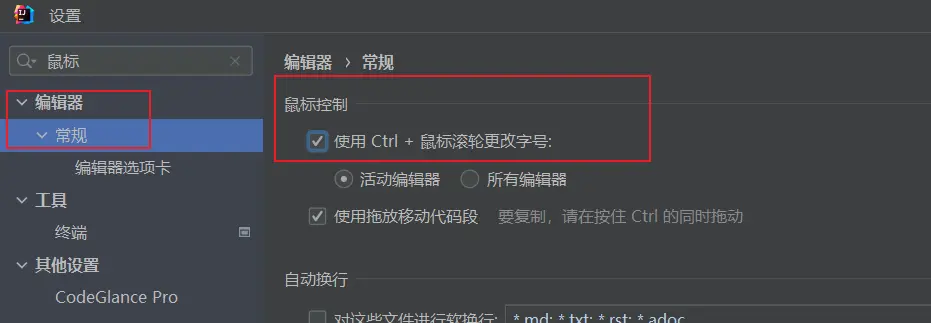 设置
鼠标
编辑器
常规
编辑器选项卡
工具
终端
其他设置
CodeGlance Pro
编辑器 › 常规
鼠标控制
使用 Ctrl + 鼠标滚轮更改字号:
活动编辑器 所有编辑器
使用拖放移动代码段 要复制，请在按住 Ctrl 的同时拖动
自动换行
对这些文件进行软换行: *.md; *.txt; *.rst; *.adoc